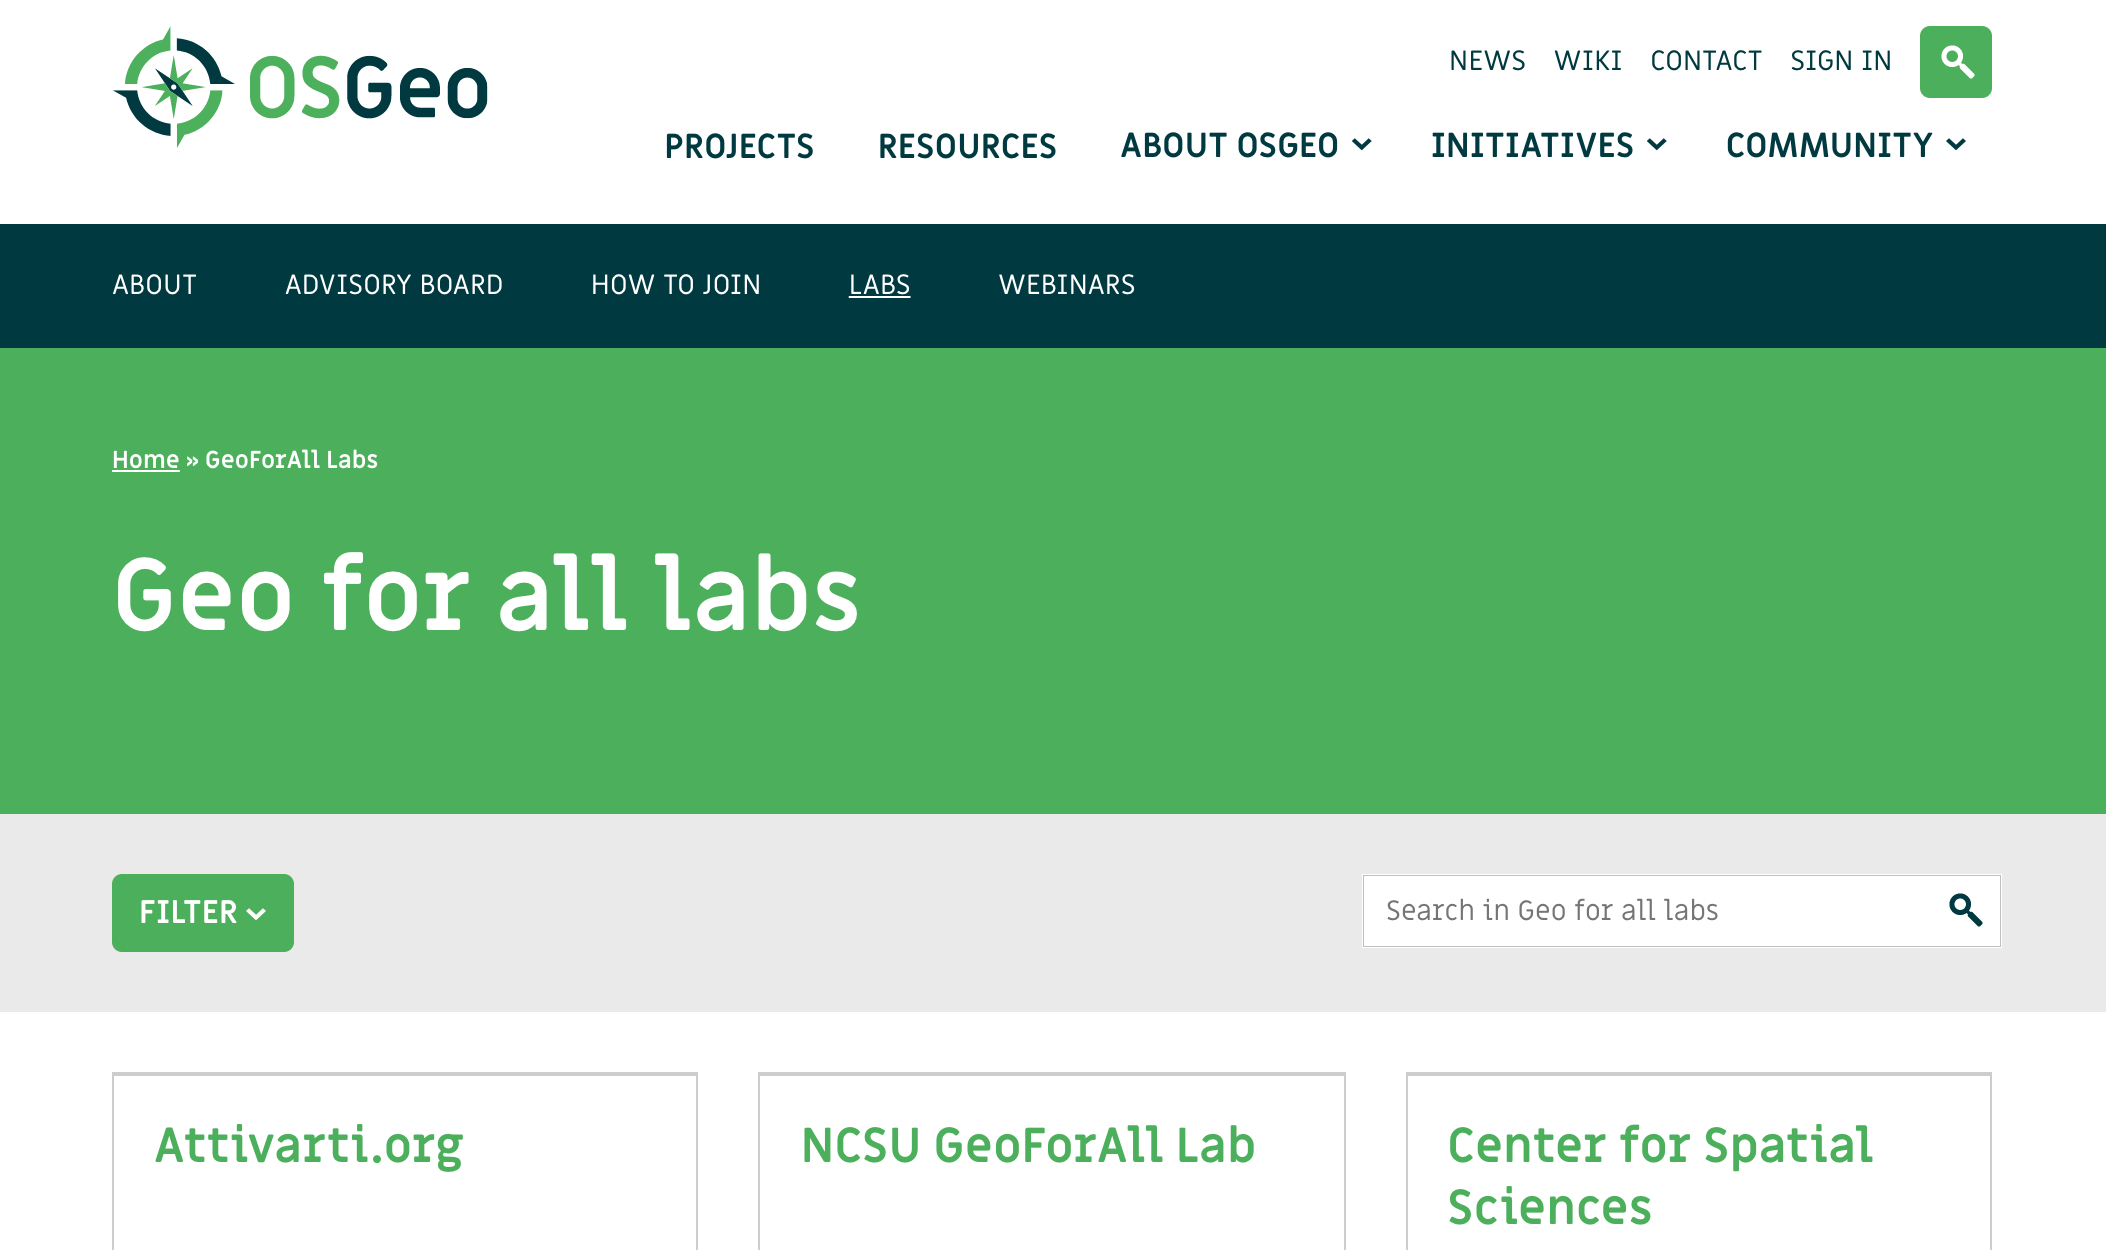 OSGeo
NEWS WIKI CONTACT SIGN IN
PROJECTS RESOURCES ABOUT OSGEO INITIATIVES COMMUNITY
ABOUT ADVISORY BOARD HOW TO JOIN LABS WEBINARS
Home » GeoForAll Labs
Geo for all labs
FILTER
Search in Geo for all labs
Attivarti.org
NCSU GeoForAll Lab
Center for Spatial
Sciences